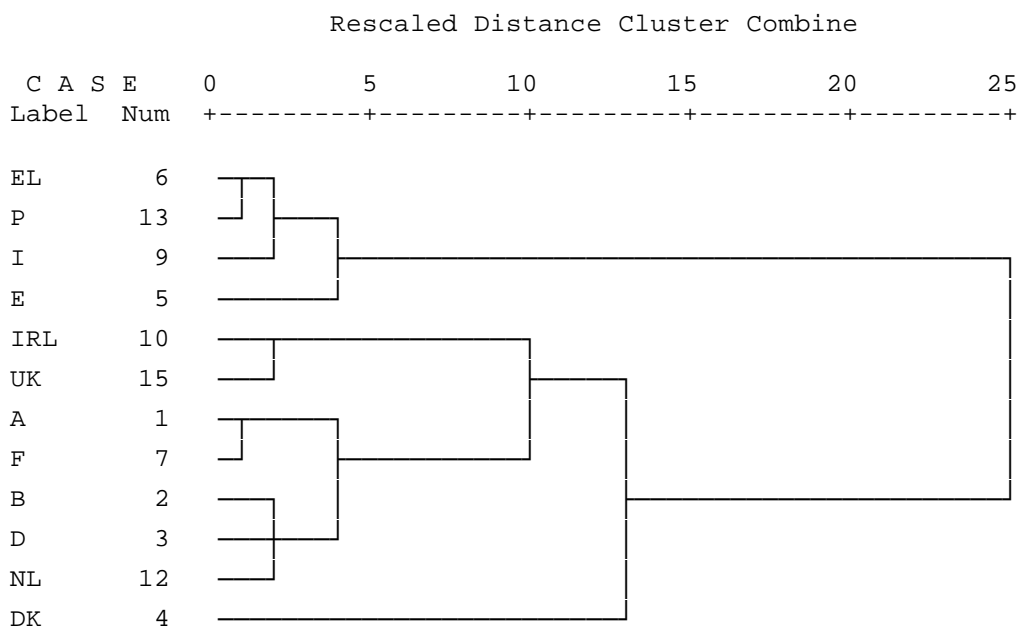 Rescaled Distance Cluster Combine
C A S E 0 5 10 15 20 25
Label Num +---------+---------+---------+---------+---------+
EL 6
P 13
I 9
E 5
IRL 10
UK 15
A 1
F 7
B 2
D 3
NL 12
DK 4